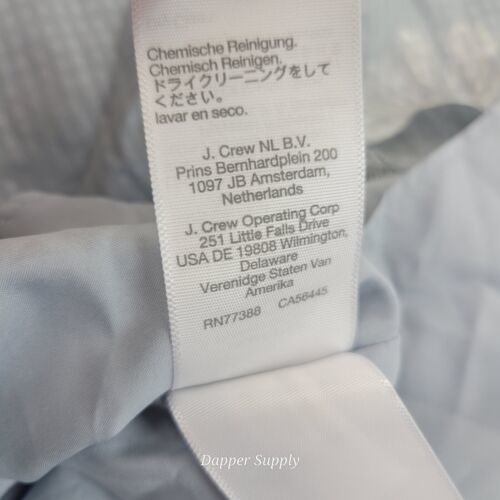 Chemische Reinigung.
Chemisch Reinigen.
ドライクリーニングをして
ください。
lavar en seco.
J. Crew NL B.V.
Prins Bernhardplein 200
1097 JB Amsterdam,
Netherlands
J. Crew Operating Corp
251 Little Falls Drive
USA DE 19808 Wilmington,
Delaware
Verenidge Staten Van
Amerika
RN77388 CA56445
Dapper Supply